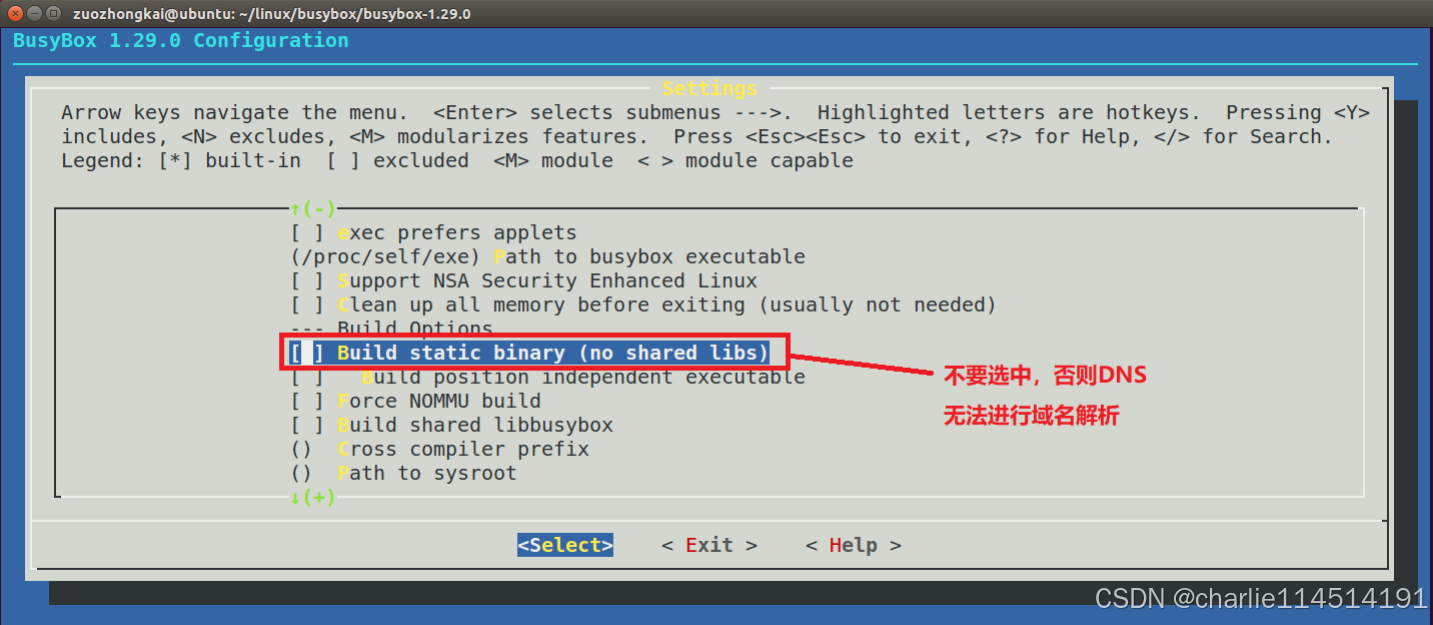 zuozhongkai@ubuntu: ~/linux/busybox/busybox-1.29.0
BusyBox 1.29.0 Configuration
Settings
Arrow keys navigate the menu.  <Enter> selects submenus --->.  Highlighted letters are hotkeys.  Pressing <Y>
includes, <N> excludes, <M> modularizes features.  Press <Esc><Esc> to exit, <?> for Help, </> for Search.
Legend: [*] built-in  [ ] excluded  <M> module  < > module capable
↑(-)
[ ] exec prefers applets
(/proc/self/exe) Path to busybox executable
[ ] Support NSA Security Enhanced Linux
[ ] Clean up all memory before exiting (usually not needed)
--- Build Options
[ ] Build static binary (no shared libs)
[ ]   Build position independent executable
[ ] Force NOMMU build
[ ] Build shared libbusybox
()  Cross compiler prefix
()  Path to sysroot
↓(+)
不要选中，否则DNS
无法进行域名解析
<Select>    < Exit >    < Help >
CSDN @charlie114514191